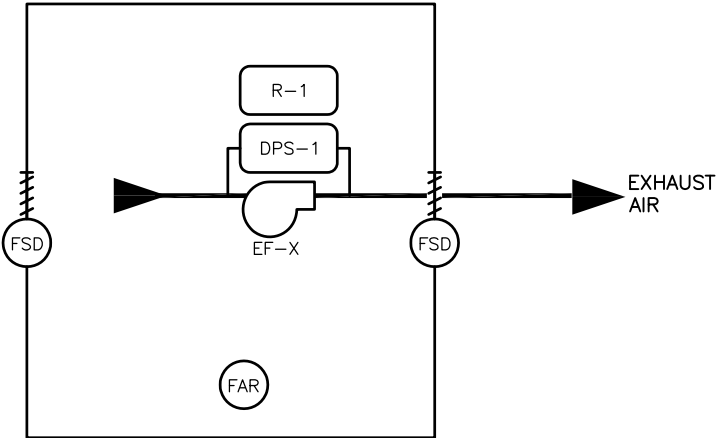 R-1
DPS-1
EXHAUST
AIR
FSD
FSD
EF-X
FAR